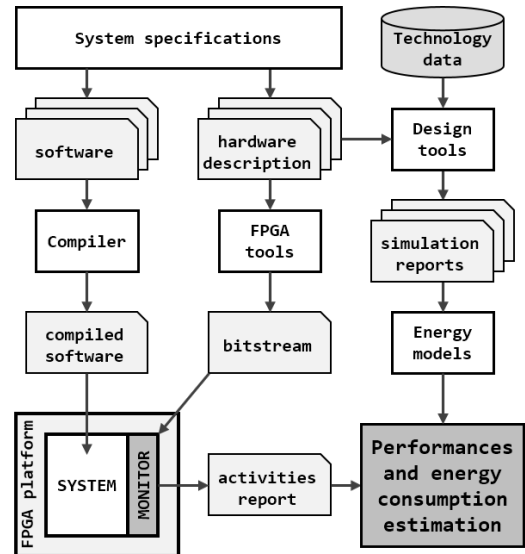 System specifications
Technology
data
software
hardware
description
Design
tools
Compiler
FPGA
tools
simulation
reports
compiled
software
bitstream
Energy
models
FPGA platform
SYSTEM
MONITOR
activities
report
Performances
and energy
consumption
estimation